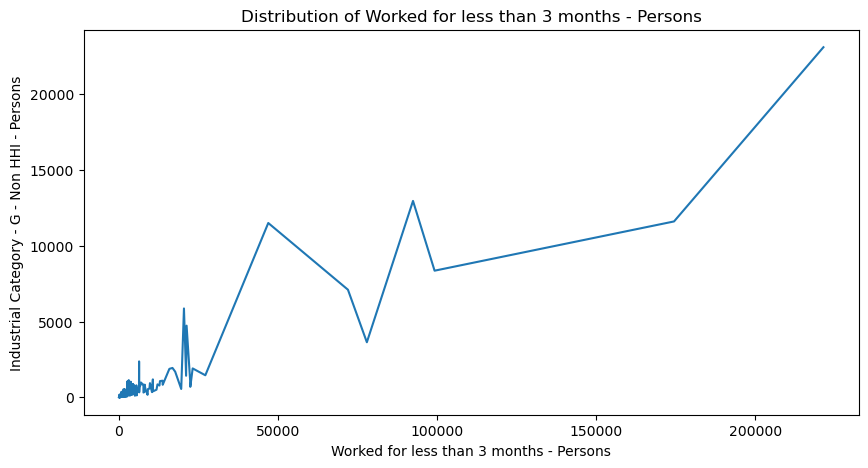 Distribution of Worked for less than 3 months - Persons
Industrial Category - G - Non HHI - Persons
20000
15000
10000
5000
0
0 50000 100000 150000 200000
Worked for less than 3 months - Persons